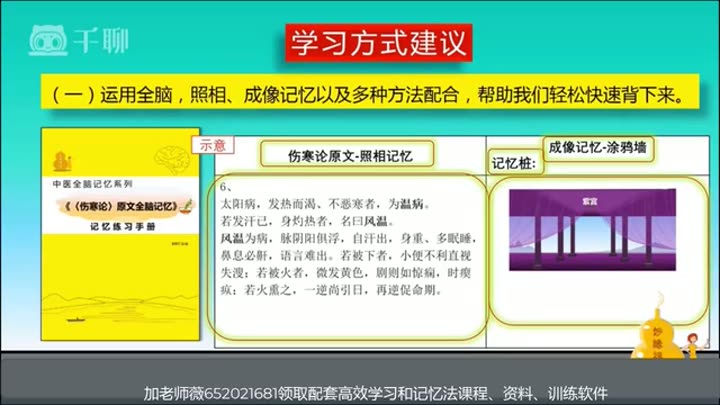 千聊
学习方式建议
（一）运用全脑，照相、成像记忆以及多种方法配合，帮助我们轻松快速背下来。
中医全脑记忆系列
《〈伤寒论〉原文全脑记忆》
记忆练习手册
示意
伤寒论原文-照相记忆
6、
太阳病，发热而渴、不恶寒者，为温病。
若发汗已，身灼热者，名曰风温。
风温为病，脉阴阳俱浮，自汗出，身重、多眠睡，
鼻息必鼾，语言难出。若被下者，小便不利直视
失溲；若被火者，微发黄色，剧则如惊痫，时瘈
疭；若火熏之，一逆尚引日，再逆促命期。
成像记忆-涂鸦墙
记忆桩：
紫宫
加老师薇652021681领取配套高效学习和记忆法课程、资料、训练软件